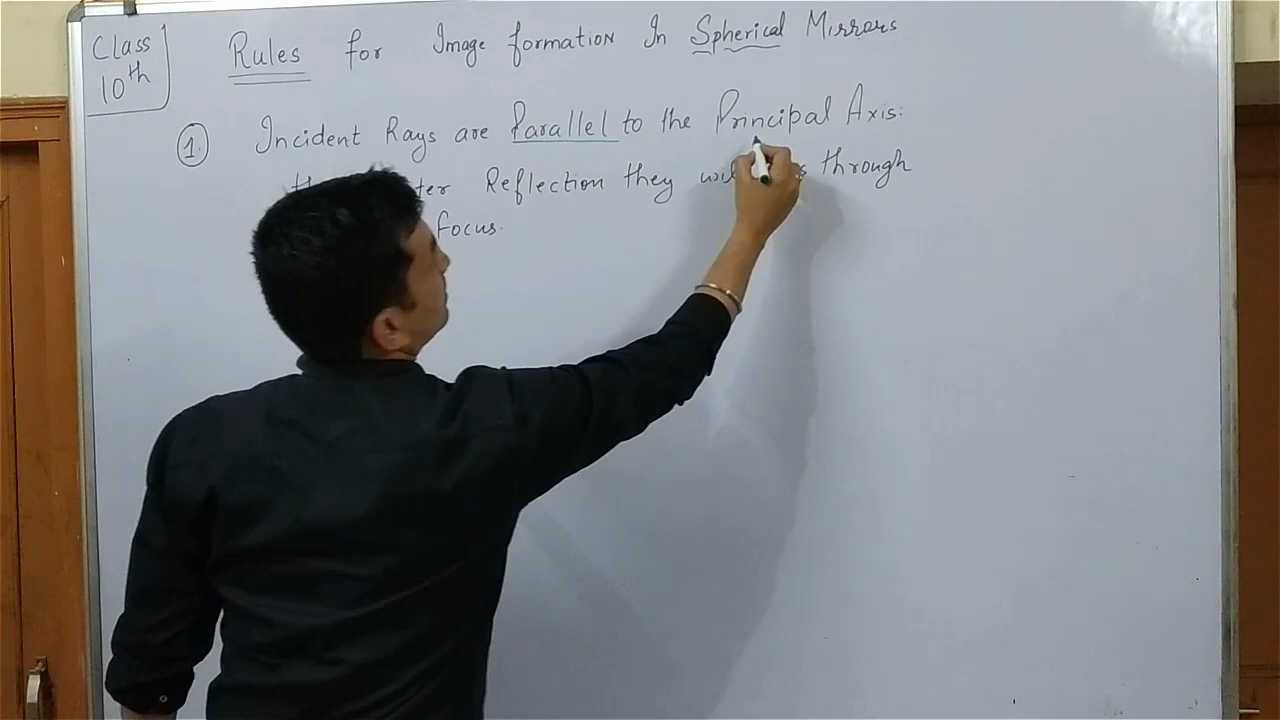 Class
10th
Rules for Image formation In Spherical Mirrors
1. Incident Rays are Parallel to the Principal Axis:
Reflection they through
focus.